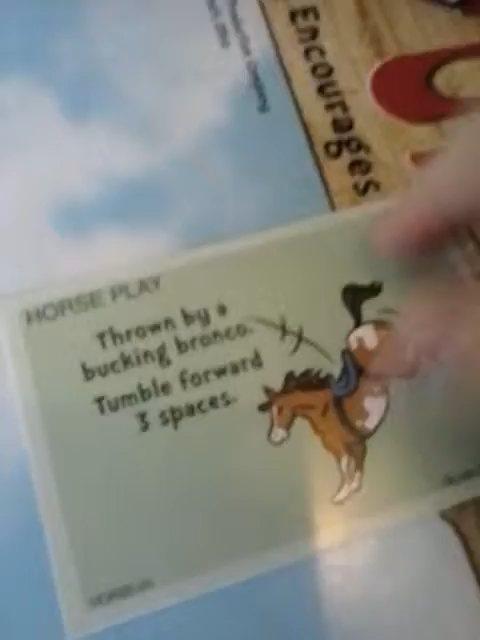 Encourages
HORSE PLAY
Thrown by a
bucking bronco.
Tumble forward
3 spaces.